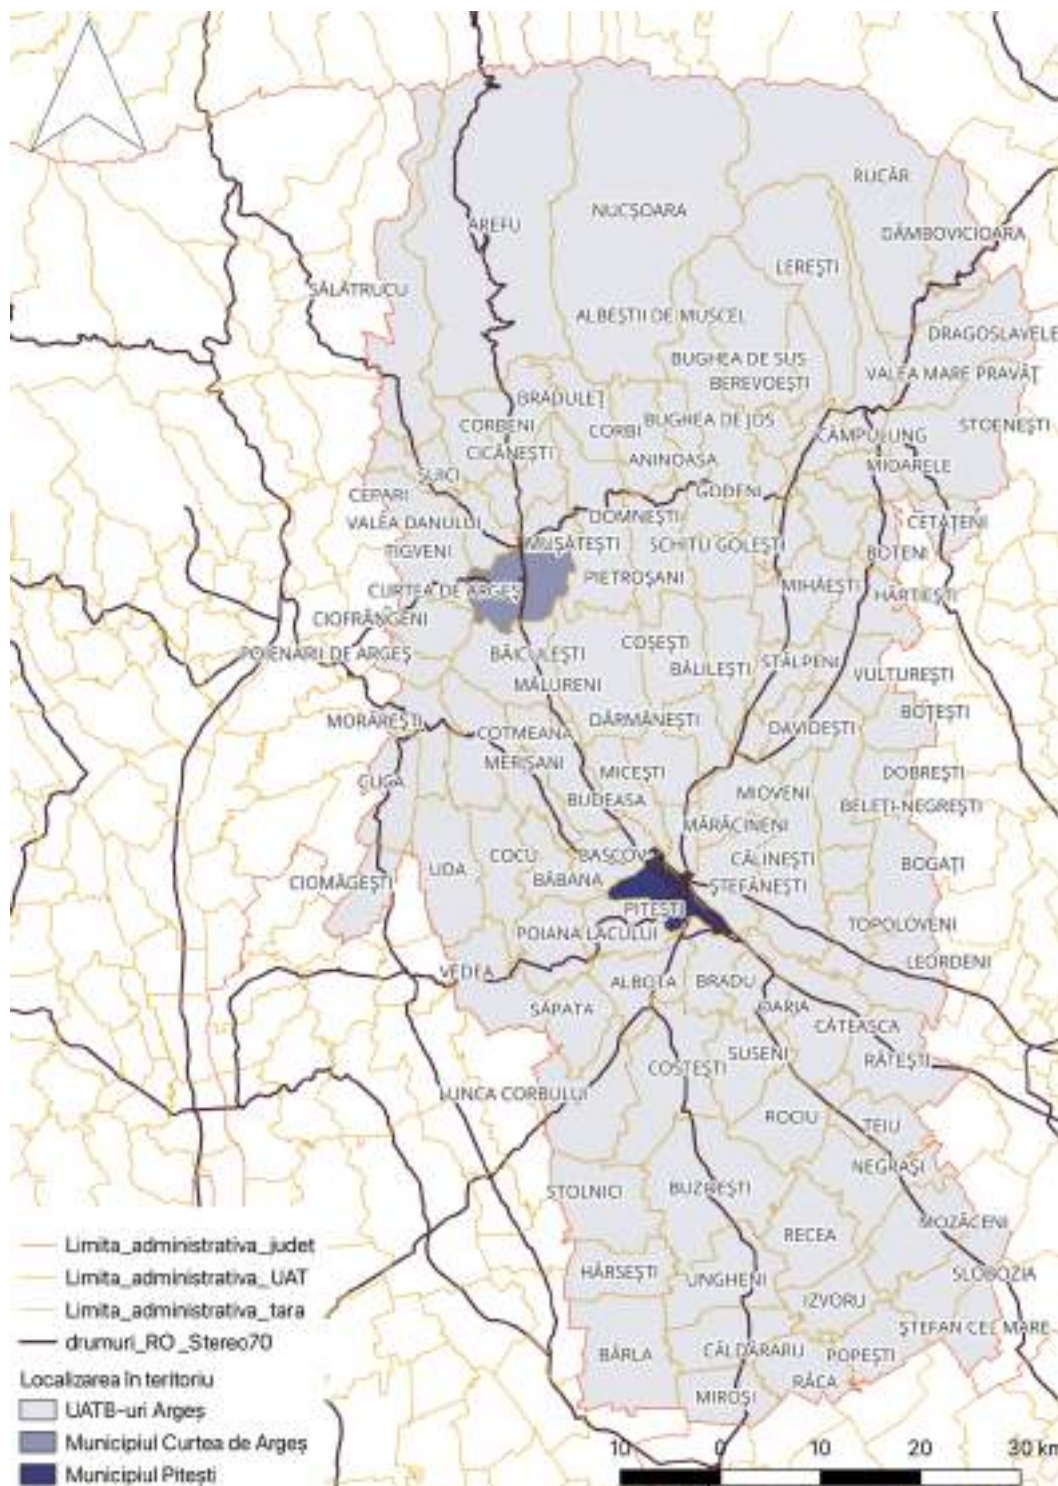 RUCĂR
NUCȘOARA
AREFU
DÂMBOVICIOARA
LEREȘTI
SĂLĂTRUCU
ALBEȘTII DE MUSCEL
DRAGOSLAVELE
BUGHEA DE SUS
VALEA MARE PRAVĂȚ
BEREVOEȘTI
BRĂDULEȚ
BUGHEA DE JOS
CORBENI
CORBI
STOENEȘTI
CÂMPULUNG
CICĂNEȘTI
ANINOASA
MIOARELE
ȘUICI
CEPARI
GODENI
DOMNEȘTI
VALEA DANULUI
CETĂȚENI
MUȘĂTEȘTI
SCHITU GOLEȘTI
TIGVENI
BOTENI
PIETROȘANI
MIHĂEȘTI
CURTEA DE ARGEȘ
HÂRTIEȘTI
CIOFRÂNGENI
COȘEȘTI
POIENARII DE ARGEȘ
BĂICULEȘTI
STÂLPENI
BĂLILEȘTI
VULTUREȘTI
MĂLURENI
BOTEȘTI
MORĂREȘTI
DÂRMĂNEȘTI
DAVIDEȘTI
COTMEANA
MERIȘANI
MICEȘTI
DOBREȘTI
CUCA
MIOVENI
BUDEASA
BELEȚI-NEGREȘTI
MĂRĂCINENI
COCU
BASCOV
CĂLINEȘTI
BOGAȚI
UDA
CIOMĂGEȘTI
BĂBANA
ȘTEFĂNEȘTI
PITEȘTI
TOPOLOVENI
POIANA LACULUI
LEORDENI
VEDEA
ALBOTA
BRADU
SĂPATA
OARJA
CĂTEASCA
SUSENI
RĂTEȘTI
COSTEȘTI
LUNCA CORBULUI
ROCIU
TEIU
NEGRAȘI
STOLNICI
BUZOEȘTI
MOZĂCENI
RECEA
HÂRSEȘTI
UNGHENI
SLOBOZIA
IZVORU
ȘTEFAN CEL MARE
BÂRLA
CĂLDĂRARU
POPEȘTI
RÂCA
MIROȘI
Limita_administrativa_judet
Limita_administrativa_UAT
Limita_administrativa_tara
drumuri_RO_Stereo70
Localizarea în teritoriu
UATB-uri Argeș
Municipiul Curtea de Argeș
Municipiul Pitești
10 0 10 20 30 km